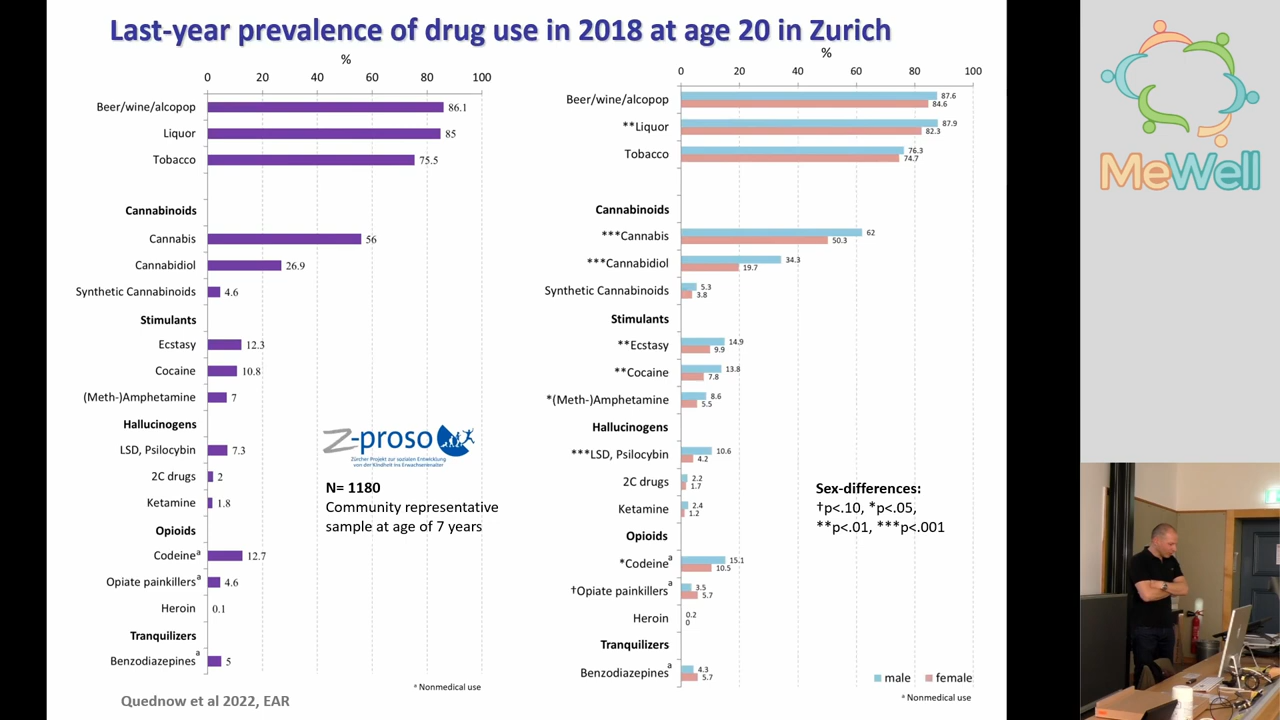 Last-year prevalence of drug use in 2018 at age 20 in Zurich
%
0 20 40 60 80 100
Beer/wine/alcopop 86.1
Liquor 85
Tobacco 75.5
Cannabinoids
Cannabis 56
Cannabidiol 26.9
Synthetic Cannabinoids 4.6
Stimulants
Ecstasy 12.3
Cocaine 10.8
(Meth-)Amphetamine 7
Hallucinogens
LSD, Psilocybin 7.3
2C drugs 2
Ketamine 1.8
Opioids
Codeineᵃ 12.7
Opiate painkillersᵃ 4.6
Heroin 0.1
Tranquilizers
Benzodiazepinesᵃ 5
ᵃ Nonmedical use
z-proso
Zürcher Projekt zur sozialen Entwicklung
von der Kindheit ins Erwachsenenalter
N= 1180
Community representative
sample at age of 7 years
Quednow et al 2022, EAR
%
0 20 40 60 80 100
Beer/wine/alcopop 87.6
84.6
**Liquor 87.9
82.3
Tobacco 76.3
74.7
Cannabinoids
***Cannabis 62
50.3
***Cannabidiol 34.3
19.7
Synthetic Cannabinoids 5.3
3.8
Stimulants
**Ecstasy 14.9
9.9
**Cocaine 13.8
7.8
*(Meth-)Amphetamine 8.6
5.5
Hallucinogens
***LSD, Psilocybin 10.6
4.2
2C drugs 2.2
1.7
Ketamine 2.4
1.2
Opioids
*Codeineᵃ 15.1
10.5
†Opiate painkillersᵃ 3.5
5.7
Heroin 0.2
0
Tranquilizers
Benzodiazepinesᵃ 4.3
5.7
Sex-differences:
†p<.10, *p<.05,
**p<.01, ***p<.001
male female
ᵃ Nonmedical use
MeWell